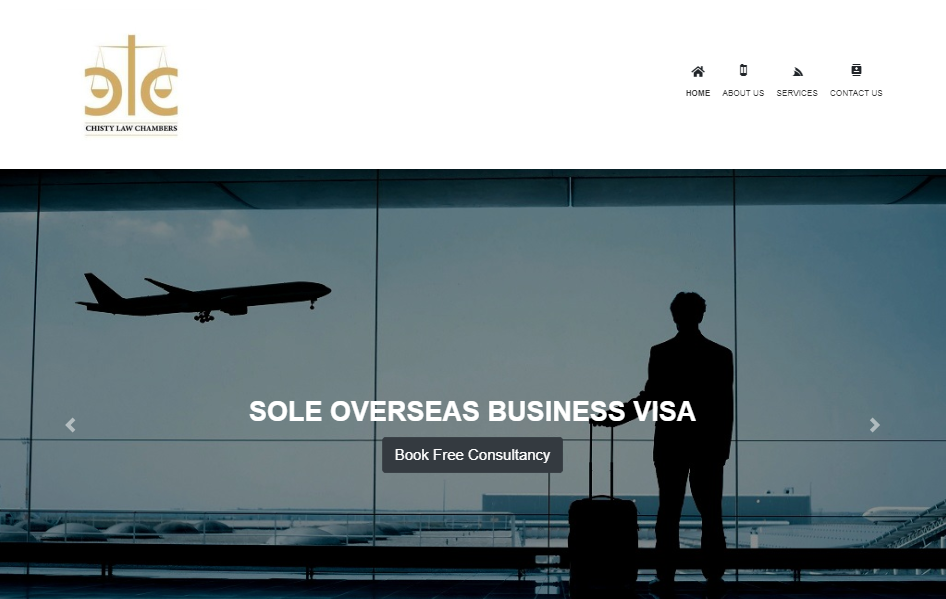 CHISTY LAW CHAMBERS
HOME ABOUT US SERVICES CONTACT US
SOLE OVERSEAS BUSINESS VISA
Book Free Consultancy